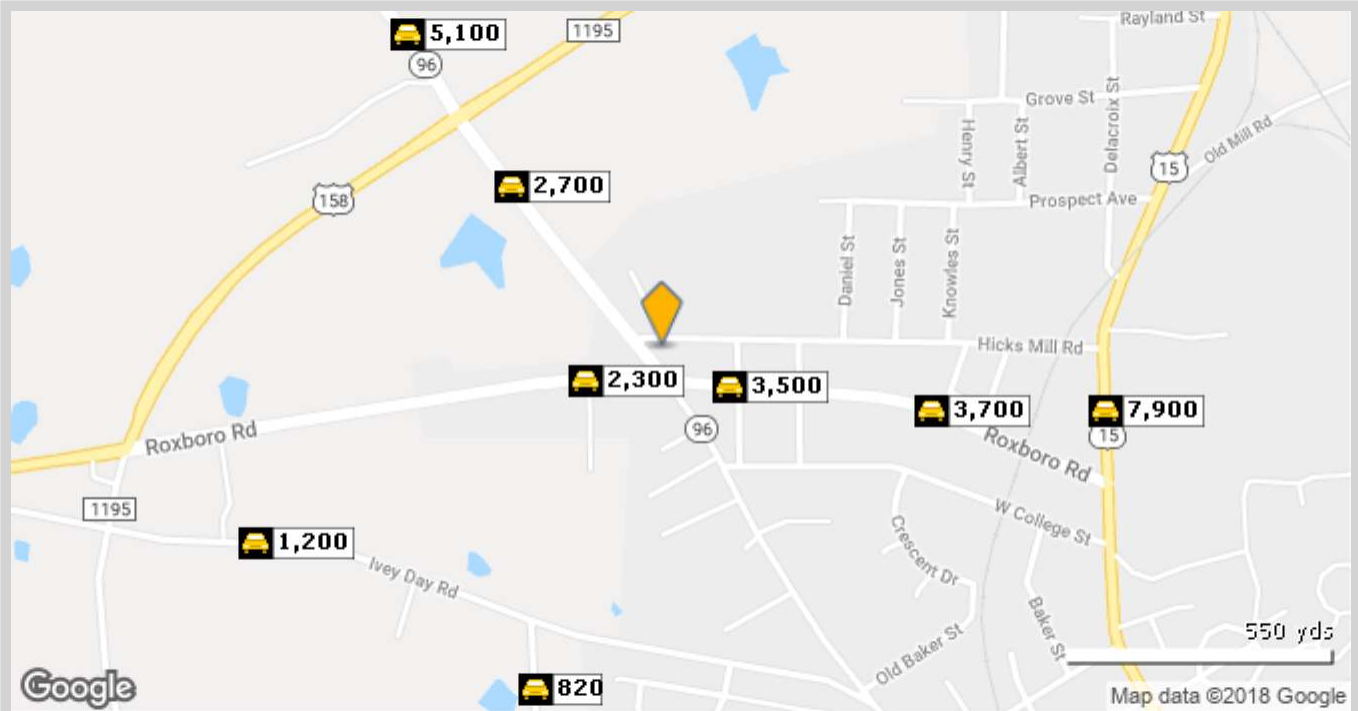 5,100
1195
96
Rayland St
Grove St
Delacroix St
Henry St
Albert St
Old Mill Rd
15
2,700
158
Prospect Ave
Daniel St
Jones St
Knowles St
Hicks Mill Rd
2,300
3,500
3,700
7,900
15
96
Roxboro Rd
Roxboro Rd
1195
W College St
1,200
Crescent Dr
Ivey Day Rd
Baker St
Old Baker St
550 yds
820
Google
Map data ©2018 Google